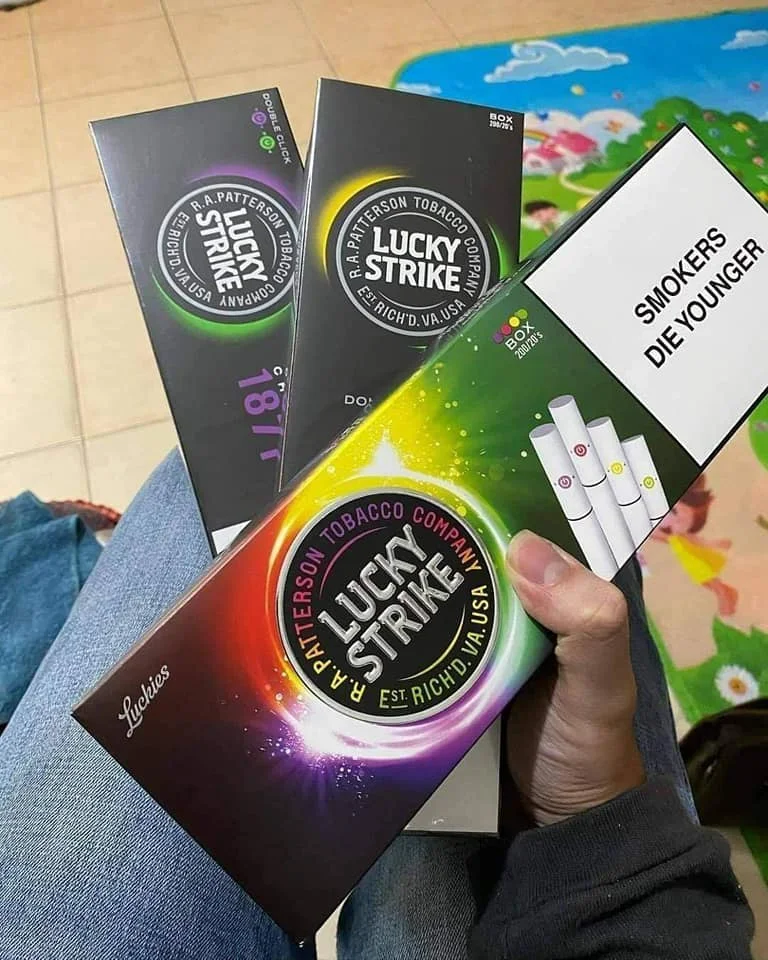 DOUBLE CLICK
R.A.PATTERSON TOBACCO COMPANY
LUCKY
STRIKE
EST. RICH'D. VA.USA
187
BOX
200/20's
R.A.PATTERSON TOBACCO COMPANY
LUCKY
STRIKE
EST. RICH'D. VA.USA
SMOKERS
DIE YOUNGER
BOX
200/20's
R.A.PATTERSON TOBACCO COMPANY
LUCKY
STRIKE
EST. RICH'D. VA.USA
Luckies